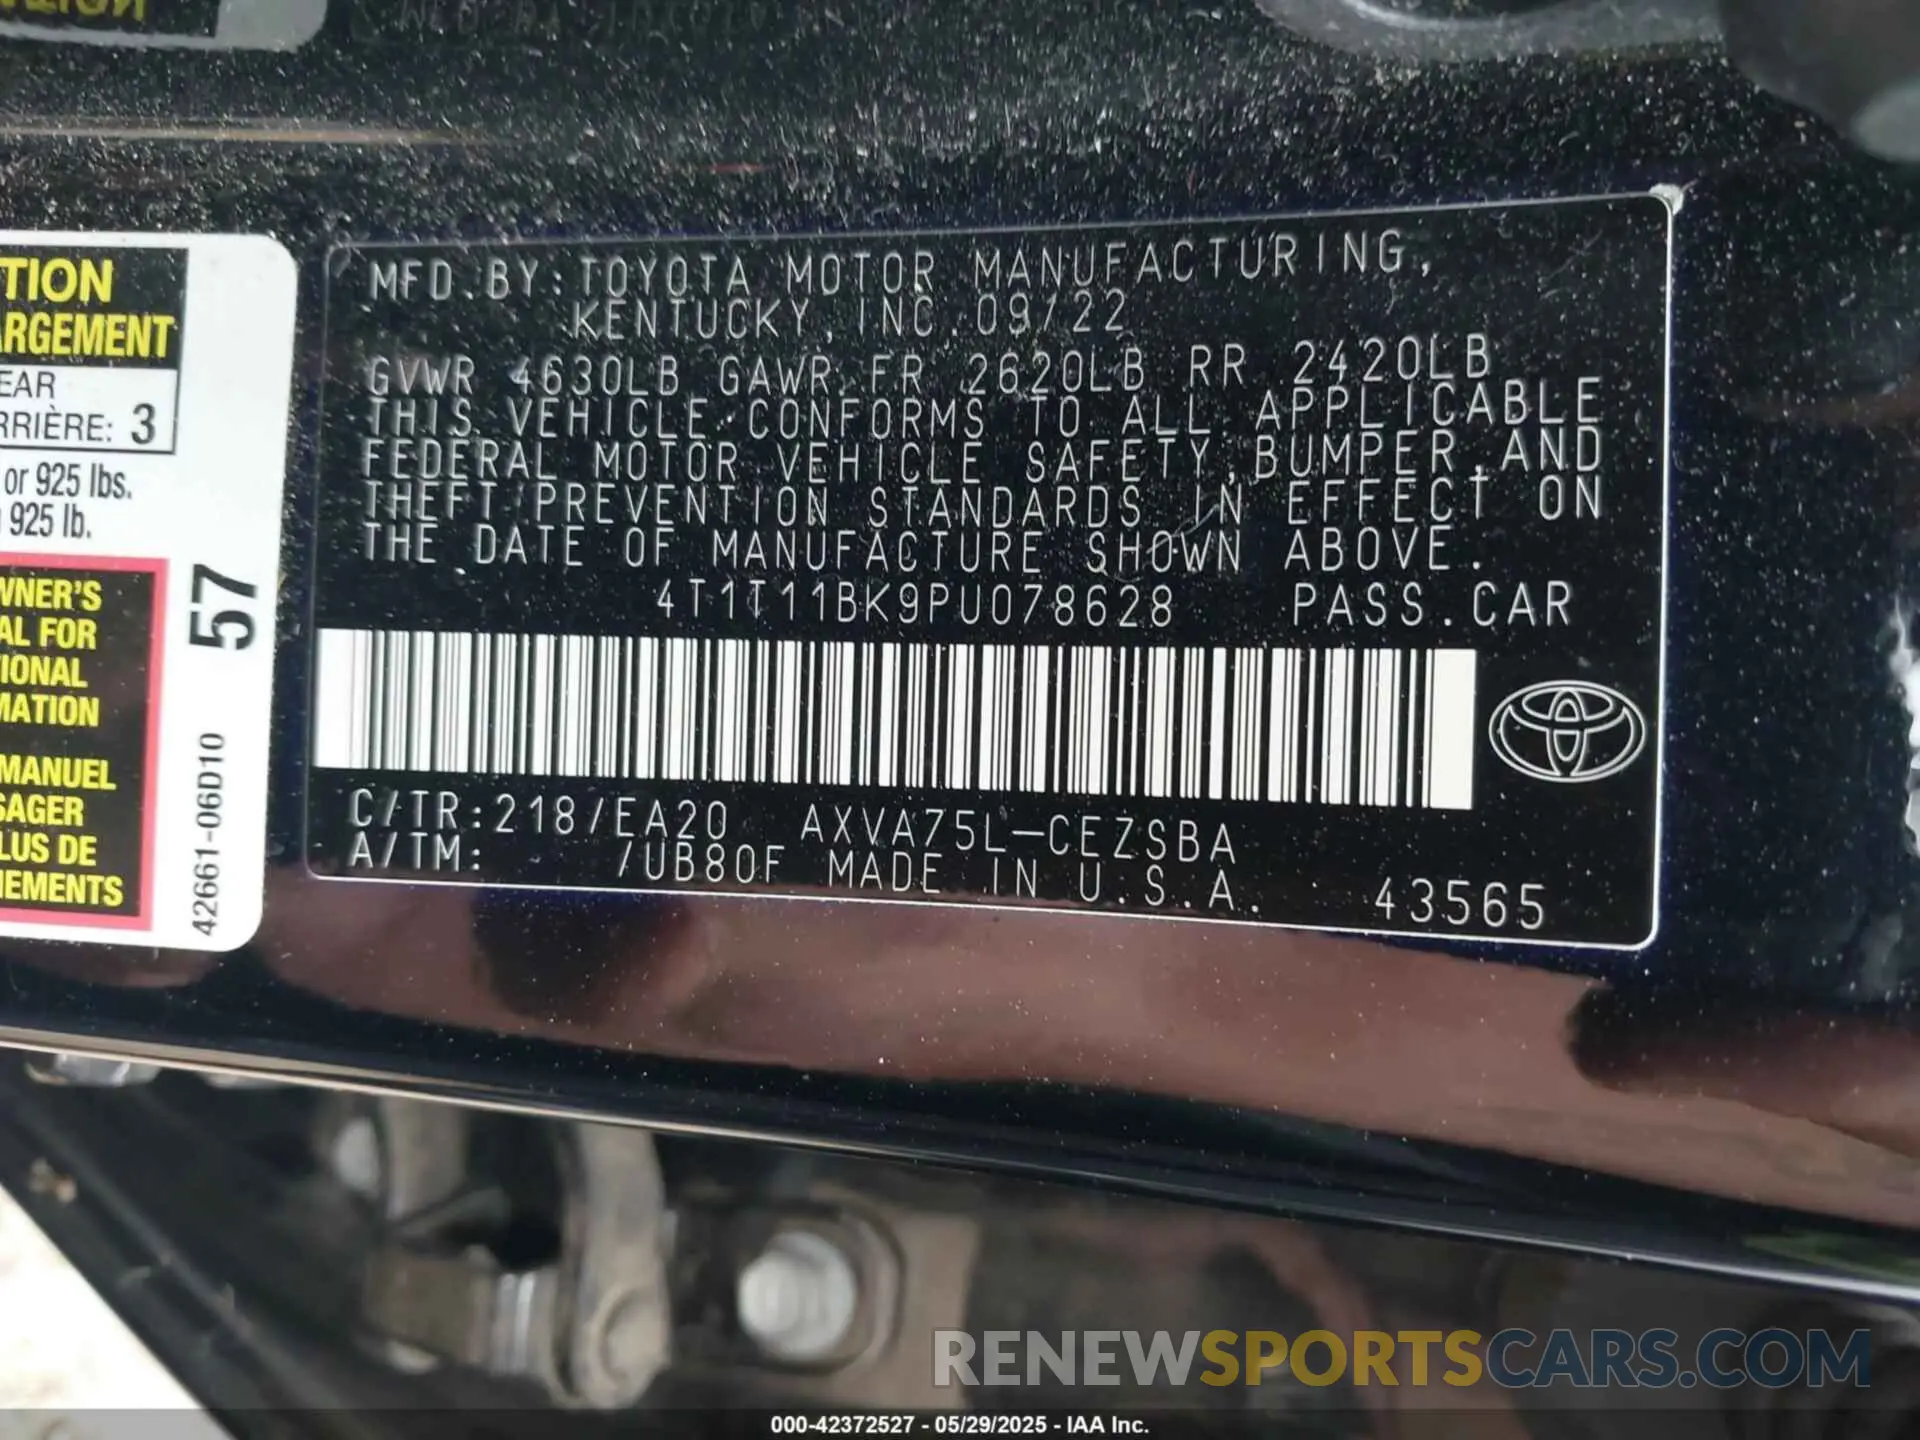 TION
ARGEMENT
EAR
RRIÈRE: 3
or 925 lbs.
925 lb.
WNER'S
AL FOR
TIONAL
MATION
MANUEL
SAGER
LUS DE
NEMENTS
57
42661-06D10
MFD.BY:TOYOTA MOTOR MANUFACTURING,
KENTUCKY,INC.09/22
GVWR 4630LB GAWR FR 2620LB RR 2420LB
THIS VEHICLE CONFORMS TO ALL APPLICABLE
FEDERAL MOTOR VEHICLE SAFETY,BUMPER,AND
THEFT PREVENTION STANDARDS IN EFFECT ON
THE DATE OF MANUFACTURE SHOWN ABOVE.
4T1T11BK9PU078628 PASS.CAR
C/TR:218/EA20 AXVA75L-CEZSBA
A/TM: /UB80F MADE IN U.S.A. 43565
RENEWSPORTSCARS.COM
000-42372527 - 05/29/2025 - IAA Inc.